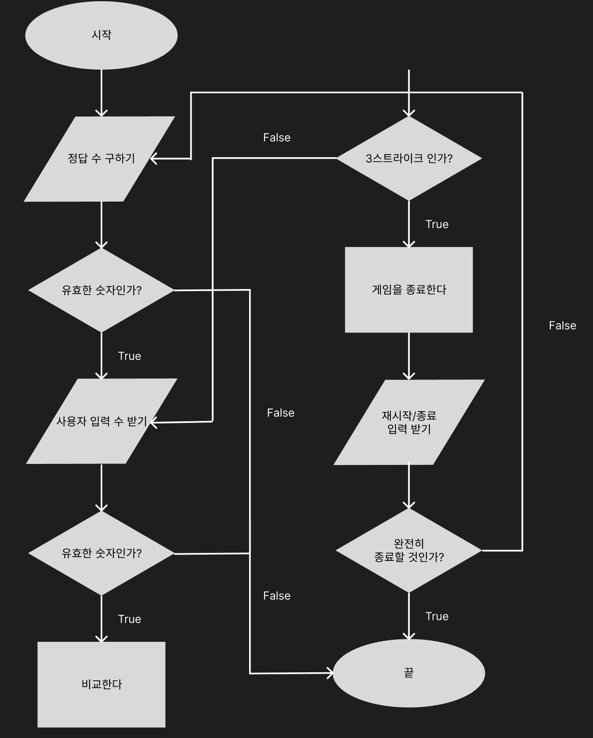 시작
정답 수 구하기
유효한 숫자인가?
True
False
사용자 입력 수 받기
유효한 숫자인가?
True
False
비교한다
3스트라이크 인가?
False
True
게임을 종료한다
재시작/종료
입력 받기
완전히
종료할 것인가?
False
True
끝